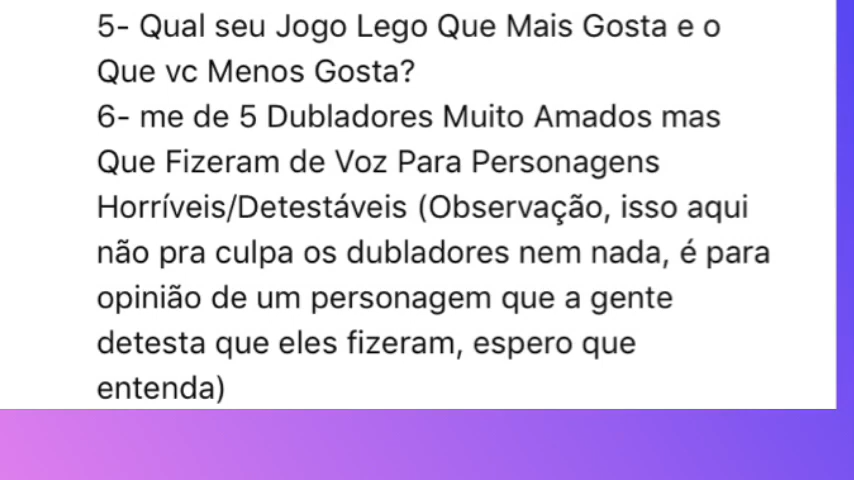 5- Qual seu Jogo Lego Que Mais Gosta e o
Que vc Menos Gosta?
6- me de 5 Dubladores Muito Amados mas
Que Fizeram de Voz Para Personagens
Horríveis/Detestáveis (Observação, isso aqui
não pra culpa os dubladores nem nada, é para
opinião de um personagem que a gente
detesta que eles fizeram, espero que
entenda)